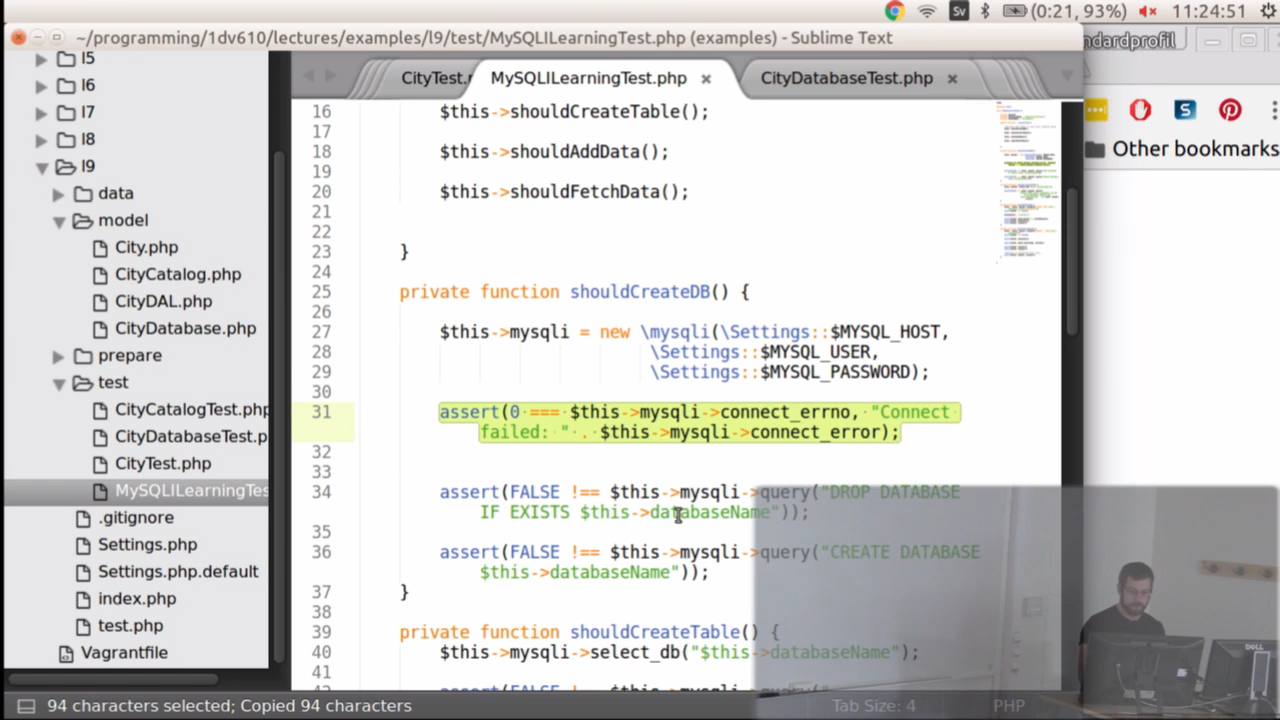 Sv (0:21, 93%) 11:24:51
~/programming/1dv610/lectures/examples/l9/test/MySQLILearningTest.php (examples) - Sublime Text
ndardprofil
Other bookmarks
l5
l6
l7
l8
l9
data
model
City.php
CityCatalog.php
CityDAL.php
CityDatabase.php
prepare
test
CityCatalogTest.php
CityDatabaseTest.p
CityTest.php
MySQLILearningTes
.gitignore
Settings.php
Settings.php.default
index.php
test.php
Vagrantfile
CityTest. MySQLILearningTest.php CityDatabaseTest.php
16 $this->shouldCreateTable();
17
18 $this->shouldAddData();
19
20 $this->shouldFetchData();
21
22
23 }
24
25 private function shouldCreateDB() {
26
27 $this->mysqli = new \mysqli(\Settings::$MYSQL_HOST,
28 \Settings::$MYSQL_USER,
29 \Settings::$MYSQL_PASSWORD);
30
31 assert(0 === $this->mysqli->connect_errno, "Connect
failed: " . $this->mysqli->connect_error);
32
33
34 assert(FALSE !== $this->mysqli->query("DROP DATABASE
IF EXISTS $this->databaseName"));
35
36 assert(FALSE !== $this->mysqli->query("CREATE DATABASE
$this->databaseName"));
37 }
38
39 private function shouldCreateTable() {
40 $this->mysqli->select_db("$this->databaseName");
41
DELL
94 characters selected; Copied 94 characters Tab Size: 4 PHP